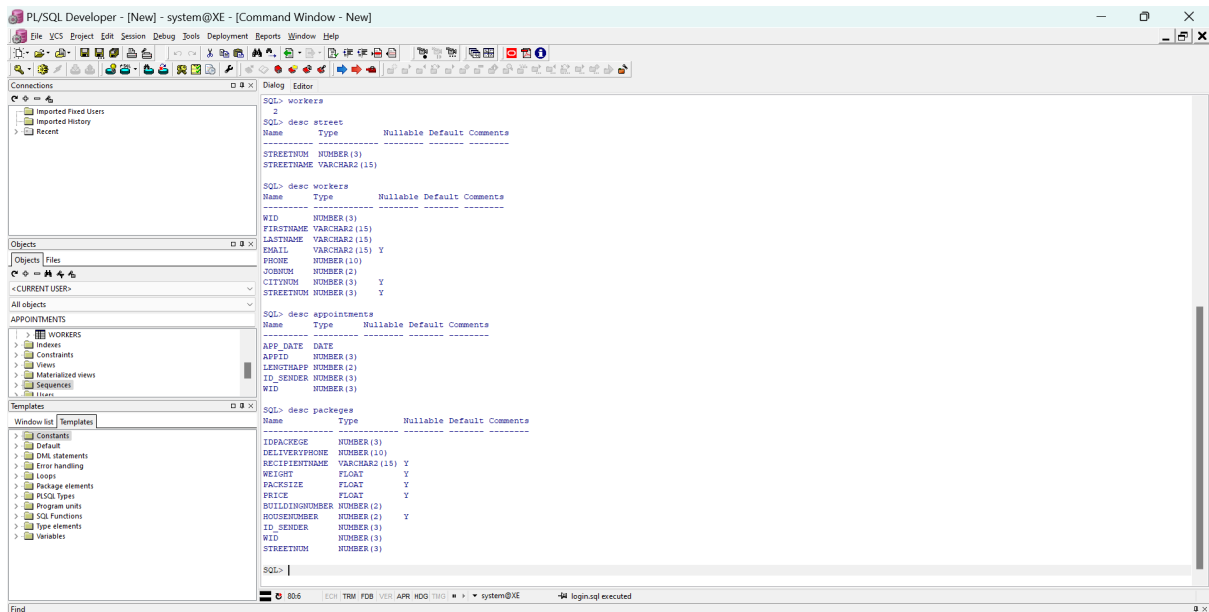 PL/SQL Developer - [New] - system@XE - [Command Window - New]
File VCS Project Edit Session Debug Tools Deployment Reports Window Help
Connections
Imported Fixed Users
Imported History
Recent
Objects
Objects Files
<CURRENT USER>
All objects
APPOINTMENTS
WORKERS
Indexes
Constraints
Views
Materialized views
Sequences
Users
Templates
Window list Templates
Constants
Default
DML statements
Error handling
Loops
Package elements
PLSQL Types
Program units
SQL Functions
Type elements
Variables
Dialog Editor
SQL> workers
2
SQL> desc street
Name Type Nullable Default Comments
---------- ------------ -------- ------- --------
STREETNUM NUMBER(3)
STREETNAME VARCHAR2(15)
SQL> desc workers
Name Type Nullable Default Comments
--------- ------------ -------- ------- --------
WID NUMBER(3)
FIRSTNAME VARCHAR2(15)
LASTNAME VARCHAR2(15)
EMAIL VARCHAR2(15) Y
PHONE NUMBER(10)
JOBNUM NUMBER(2)
CITYNUM NUMBER(3) Y
STREETNUM NUMBER(3) Y
SQL> desc appointments
Name Type Nullable Default Comments
--------- --------- -------- ------- --------
APP_DATE DATE
APPID NUMBER(3)
LENGTHAPP NUMBER(2)
ID_SENDER NUMBER(3)
WID NUMBER(3)
SQL> desc packeges
Name Type Nullable Default Comments
-------------- ------------ -------- ------- --------
IDPACKEGE NUMBER(3)
DELIVERYPHONE NUMBER(10)
RECIPIENTNAME VARCHAR2(15) Y
WEIGHT FLOAT Y
PACKSIZE FLOAT Y
PRICE FLOAT Y
BUILDINGNUMBER NUMBER(2)
HOUSENUMBER NUMBER(2) Y
ID_SENDER NUMBER(3)
WID NUMBER(3)
STREETNUM NUMBER(3)
SQL>
80:6 ECH TRM FDB VER APR HDG TMG system@XE login.sql executed
Find